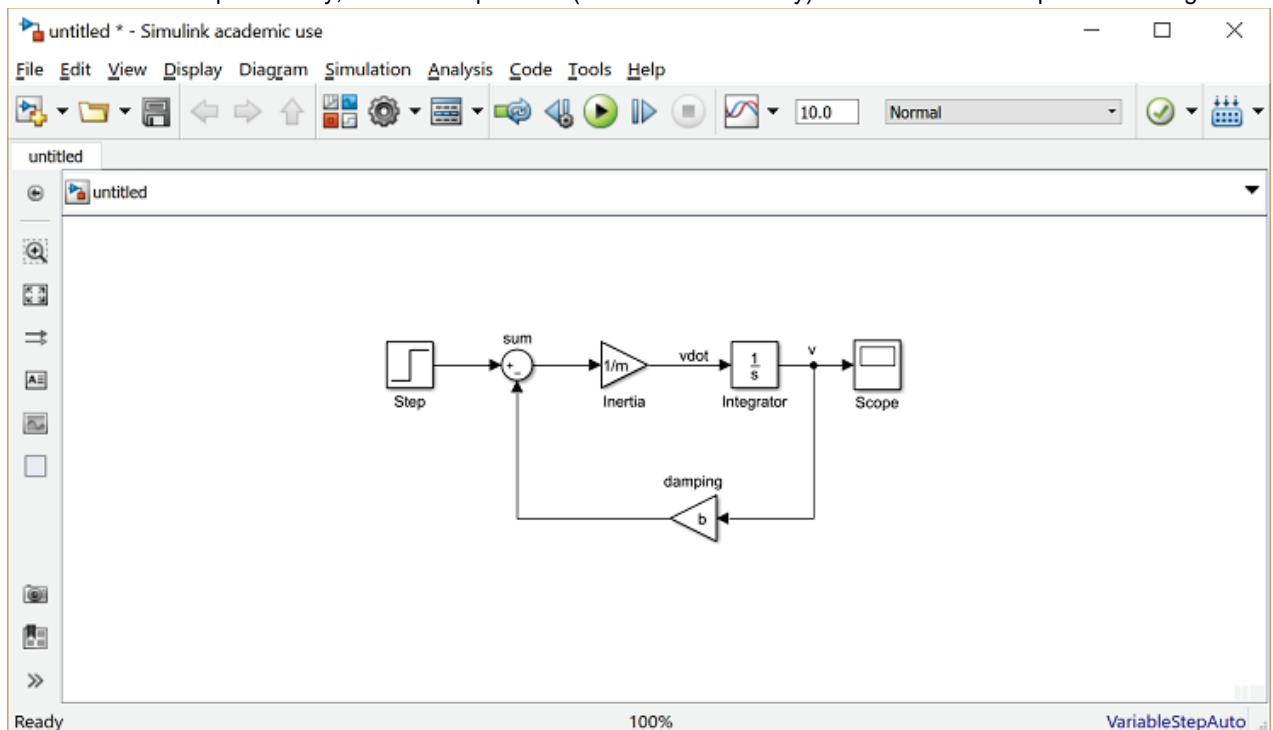 untitled * - Simulink academic use
File Edit View Display Diagram Simulation Analysis Code Tools Help
10.0 Normal
untitled
untitled
sum
1/m
vdot
1
s
v
Step
Inertia
Integrator
Scope
damping
b
Ready 100% VariableStepAuto